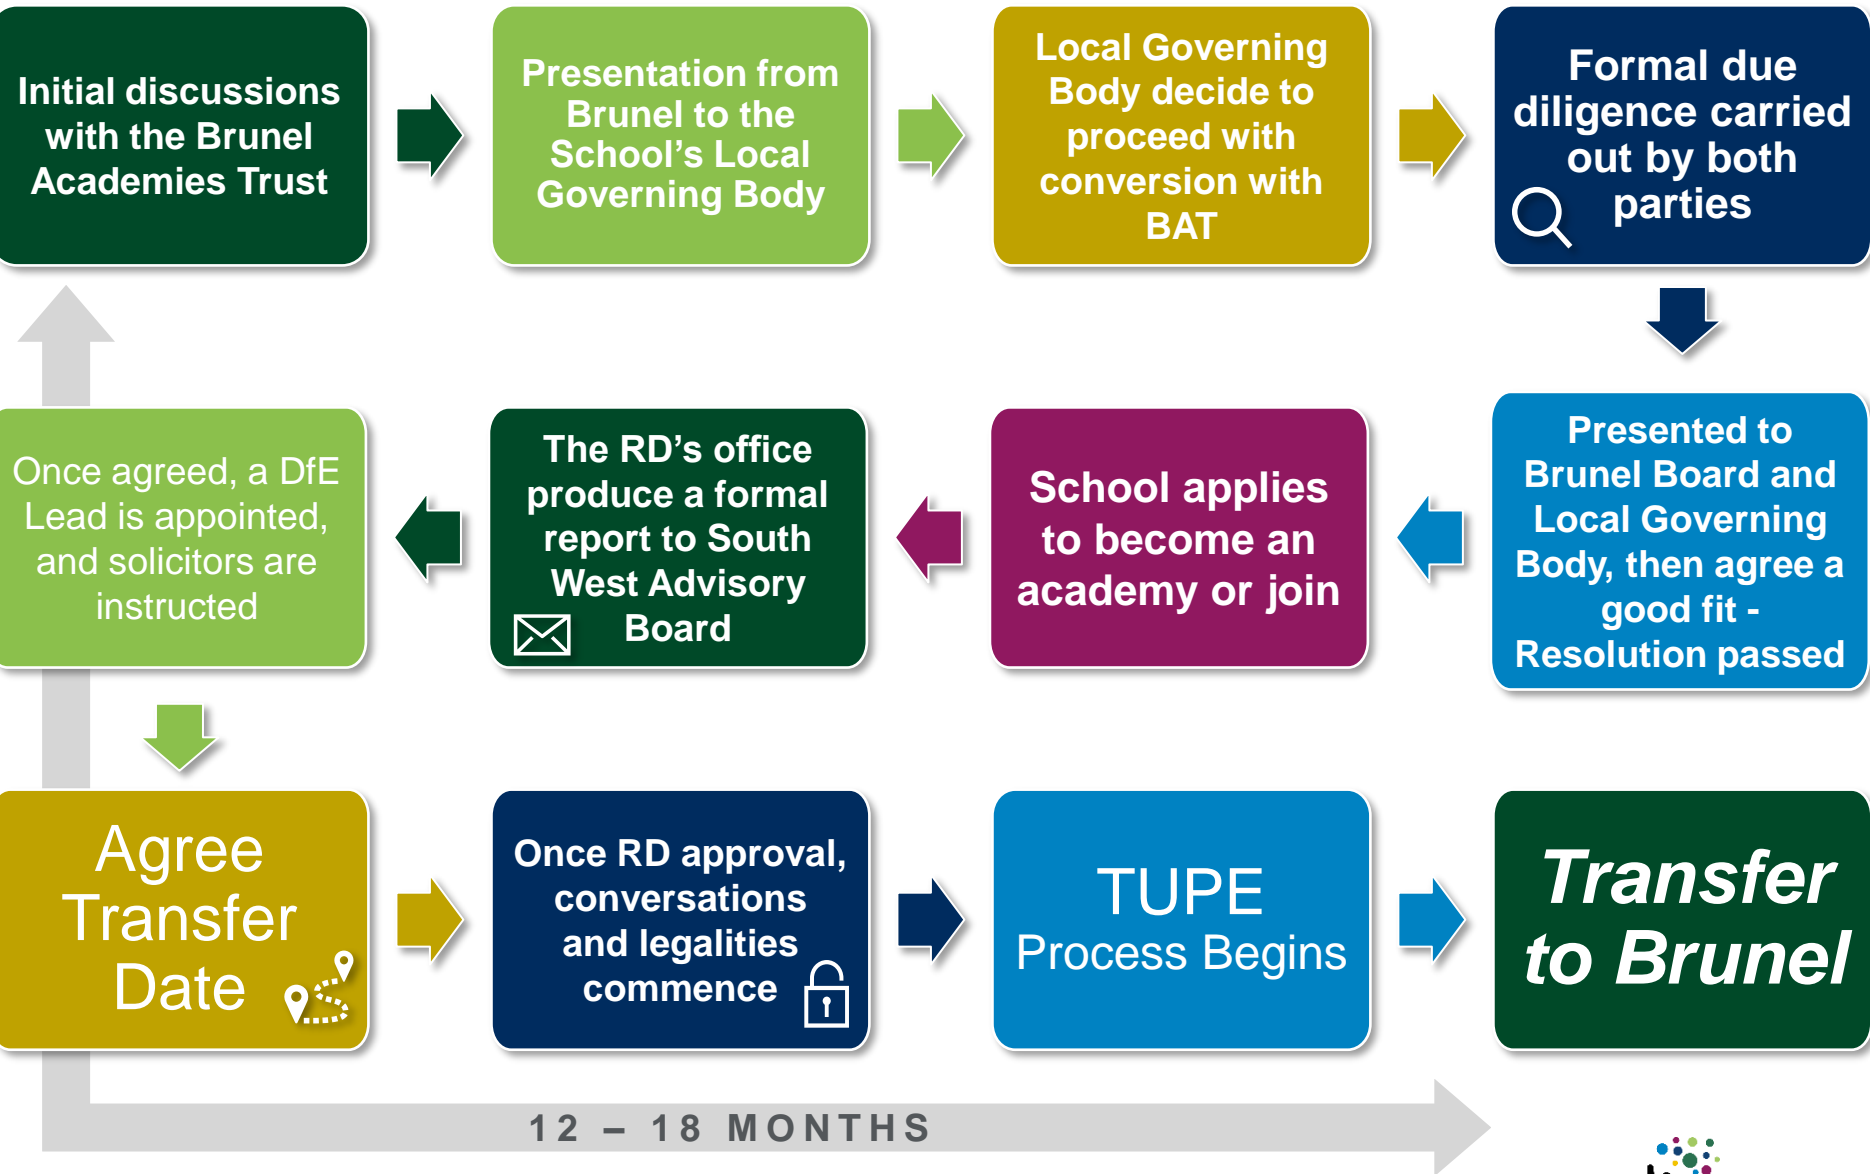 Initial discussions
with the Brunel
Academies Trust
Presentation from
Brunel to the
School’s Local
Governing Body
Local Governing
Body decide to
proceed with
conversion with
BAT
Formal due
diligence carried
out by both
parties
Presented to
Brunel Board and
Local Governing
Body, then agree a
good fit -
Resolution passed
School applies
to become an
academy or join
The RD’s office
produce a formal
report to South
West Advisory
Board
Once agreed, a DfE
Lead is appointed,
and solicitors are
instructed
Agree
Transfer
Date
Once RD approval,
conversations
and legalities
commence
TUPE
Process Begins
Transfer
to Brunel
12 – 18 MONTHS